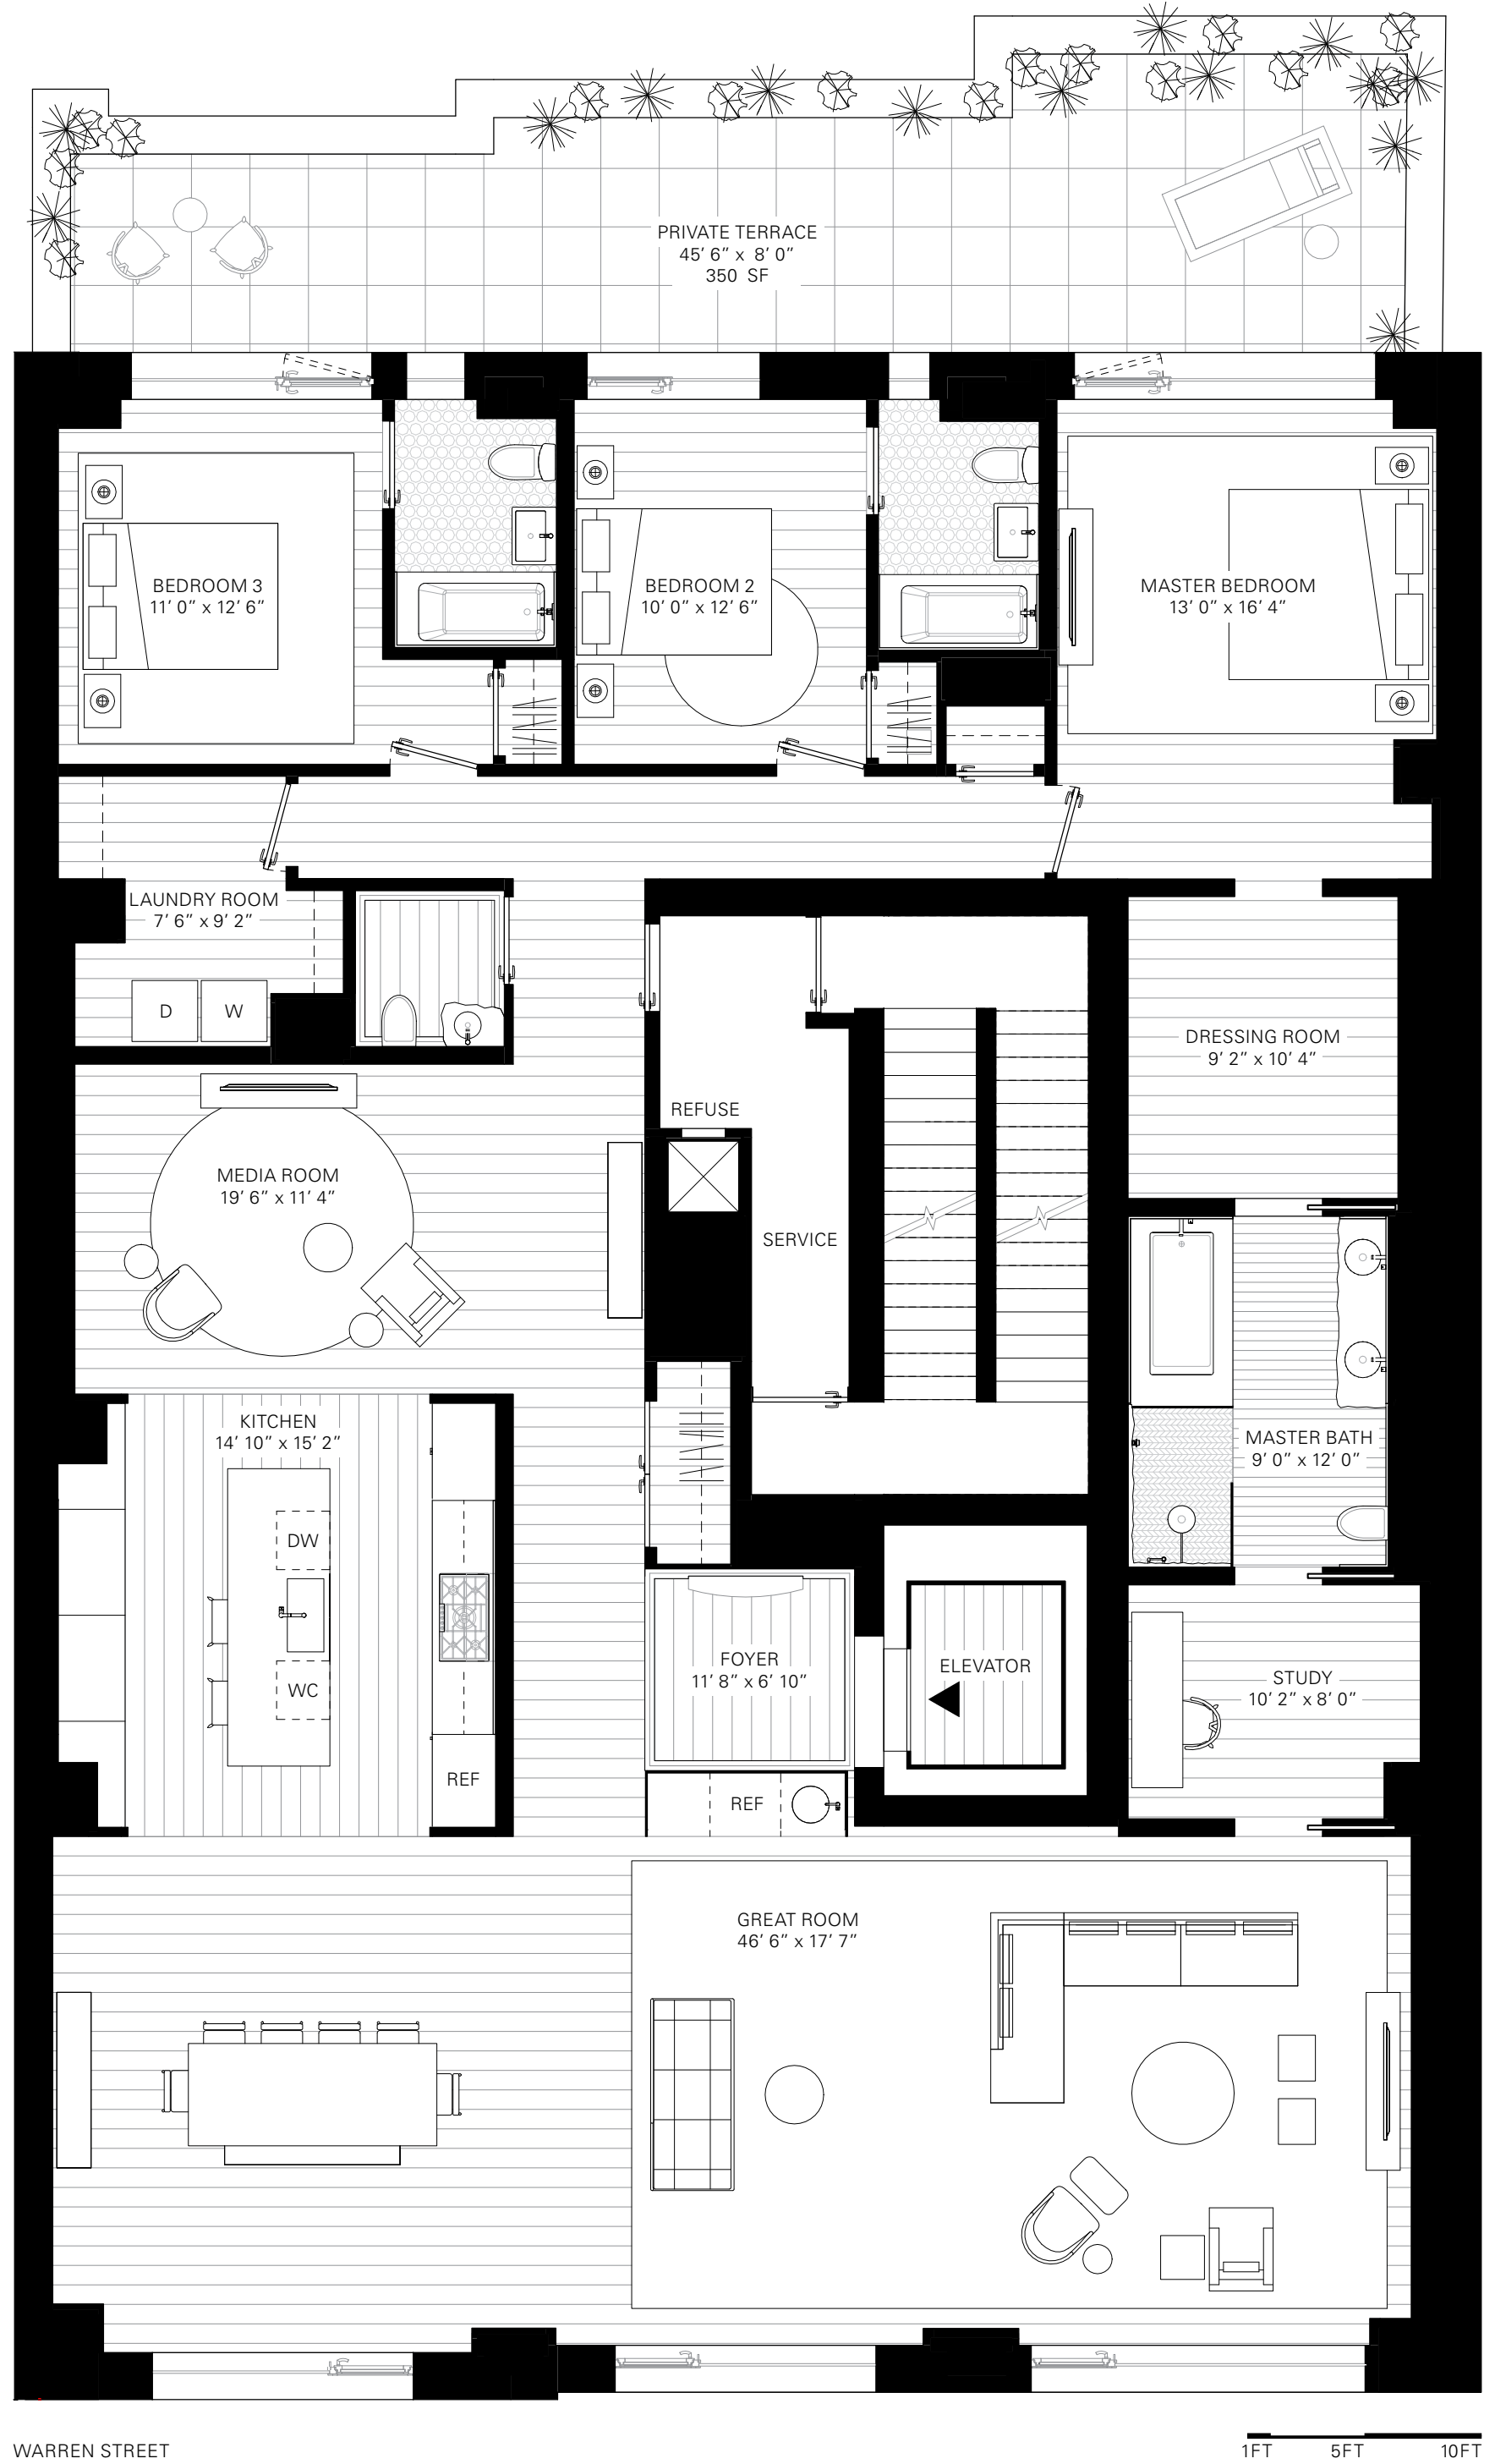 PRIVATE TERRACE
45’ 6” x 8’ 0”
350 SF
BEDROOM 3
11’ 0” x 12’ 6”
BEDROOM 2
10’ 0” x 12’ 6”
MASTER BEDROOM
13’ 0” x 16’ 4”
LAUNDRY ROOM
7’ 6” x 9’ 2”
D
W
DRESSING ROOM
9’ 2” x 10’ 4”
REFUSE
MEDIA ROOM
19’ 6” x 11’ 4”
SERVICE
KITCHEN
14’ 10” x 15’ 2”
MASTER BATH
9’ 0” x 12’ 0”
DW
WC
REF
FOYER
11’ 8” x 6’ 10”
ELEVATOR
STUDY
10’ 2” x 8’ 0”
REF
GREAT ROOM
46’ 6” x 17’ 7”
WARREN STREET
1FT 5FT 10FT